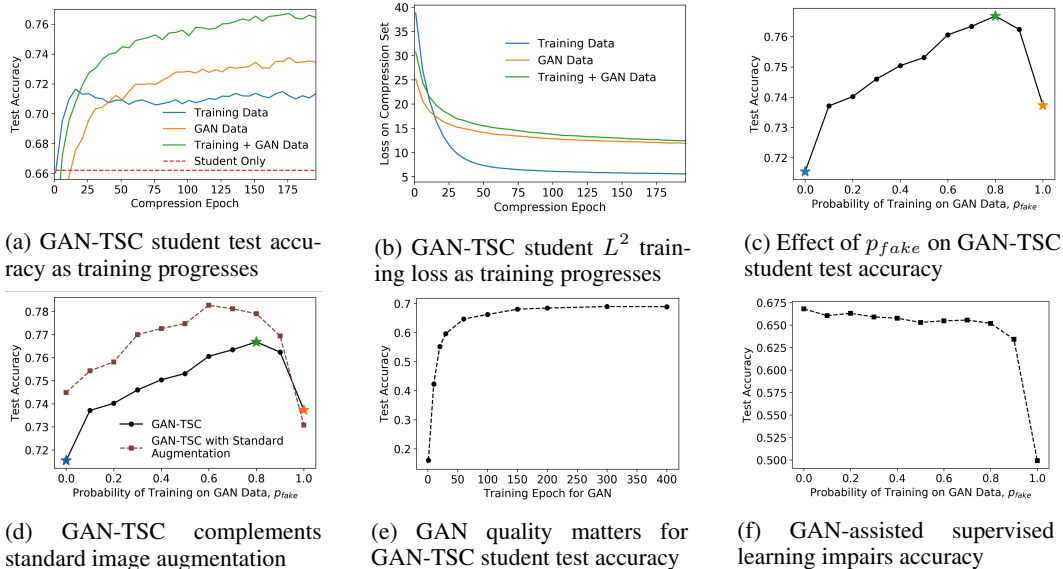 0.76
0.74
0.72
0.70
0.68
0.66
Test Accuracy
Training Data
GAN Data
Training + GAN Data
Student Only
0 25 50 75 100 125 150 175
Compression Epoch
(a) GAN-TSC student test accu-
racy as training progresses
40
35
30
25
20
15
10
5
Loss on Compression Set
Training Data
GAN Data
Training + GAN Data
0 25 50 75 100 125 150 175
Compression Epoch
(b) GAN-TSC student L² train-
ing loss as training progresses
0.76
0.75
0.74
0.73
0.72
Test Accuracy
0.0 0.2 0.4 0.6 0.8 1.0
Probability of Training on GAN Data, p_fake
(c) Effect of p_fake on GAN-TSC
student test accuracy
0.78
0.77
0.76
0.75
0.74
0.73
0.72
Test Accuracy
GAN-TSC
GAN-TSC with Standard
Augmentation
0.0 0.2 0.4 0.6 0.8 1.0
Probability of Training on GAN Data, p_fake
(d) GAN-TSC complements
standard image augmentation
0.7
0.6
0.5
0.4
0.3
0.2
Test Accuracy
0 50 100 150 200 250 300 350 400
Training Epoch for GAN
(e) GAN quality matters for
GAN-TSC student test accuracy
0.675
0.650
0.625
0.600
0.575
0.550
0.525
0.500
Test Accuracy
0.0 0.2 0.4 0.6 0.8 1.0
Probability of Training on GAN Data, p_fake
(f) GAN-assisted supervised
learning impairs accuracy